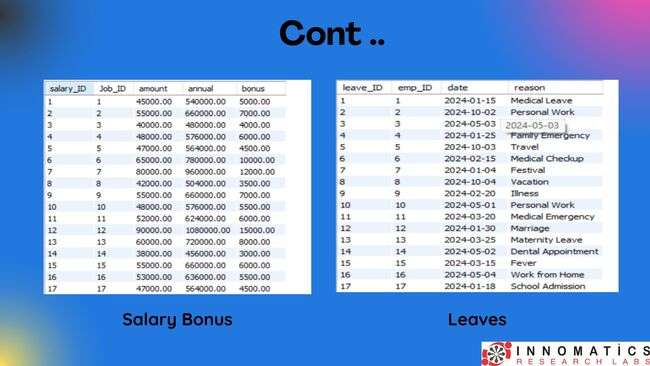 Cont ..
salary_ID Job_ID amount annual bonus
1 1 45000.00 540000.00 5000.00
2 2 55000.00 660000.00 7000.00
3 3 40000.00 480000.00 4000.00
4 4 48000.00 576000.00 6000.00
5 5 47000.00 564000.00 4500.00
6 6 65000.00 780000.00 10000.00
7 7 80000.00 960000.00 12000.00
8 8 42000.00 504000.00 3500.00
9 9 55000.00 660000.00 7000.00
10 10 48000.00 576000.00 5500.00
11 11 52000.00 624000.00 6000.00
12 12 90000.00 1080000.00 15000.00
13 13 60000.00 720000.00 8000.00
14 14 38000.00 456000.00 3000.00
15 15 55000.00 660000.00 6000.00
16 16 53000.00 636000.00 5500.00
17 17 47000.00 564000.00 4500.00
Salary Bonus
leave_ID emp_ID date reason
1 1 2024-01-15 Medical Leave
2 2 2024-10-02 Personal Work
3 3 2024-05-03
2024-05-03
4 4 2024-01-25 Family Emergency
5 5 2024-10-03 Travel
6 6 2024-02-15 Medical Checkup
7 7 2024-01-04 Festival
8 8 2024-10-04 Vacation
9 9 2024-02-20 Illness
10 10 2024-05-01 Personal Work
11 11 2024-03-20 Medical Emergency
12 12 2024-01-30 Marriage
13 13 2024-03-25 Maternity Leave
14 14 2024-05-02 Dental Appointment
15 15 2024-03-15 Fever
16 16 2024-05-04 Work from Home
17 17 2024-01-18 School Admission
Leaves
INNOMATiCS
RESEARCH LABS